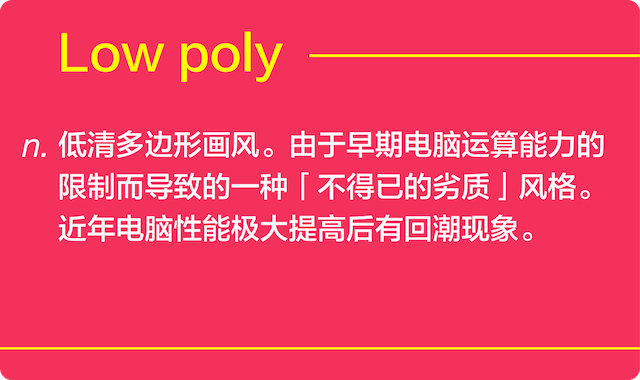 Low poly
n. 低清多边形画风。由于早期电脑运算能力的
限制而导致的一种「不得已的劣质」风格。
近年电脑性能极大提高后有回潮现象。